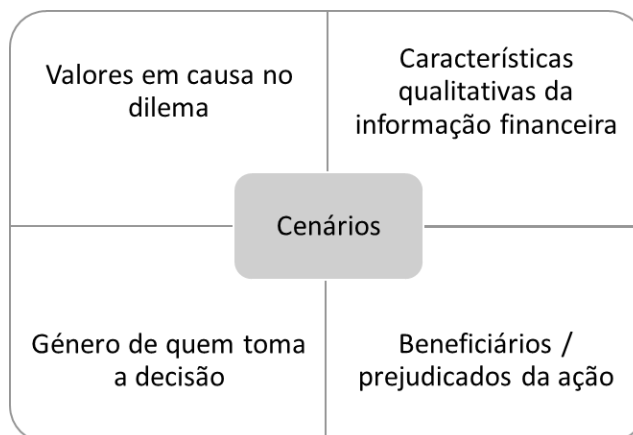 Valores em causa no
dilema
Características
qualitativas da
informação financeira
Cenários
Género de quem toma
a decisão
Beneficiários /
prejudicados da ação